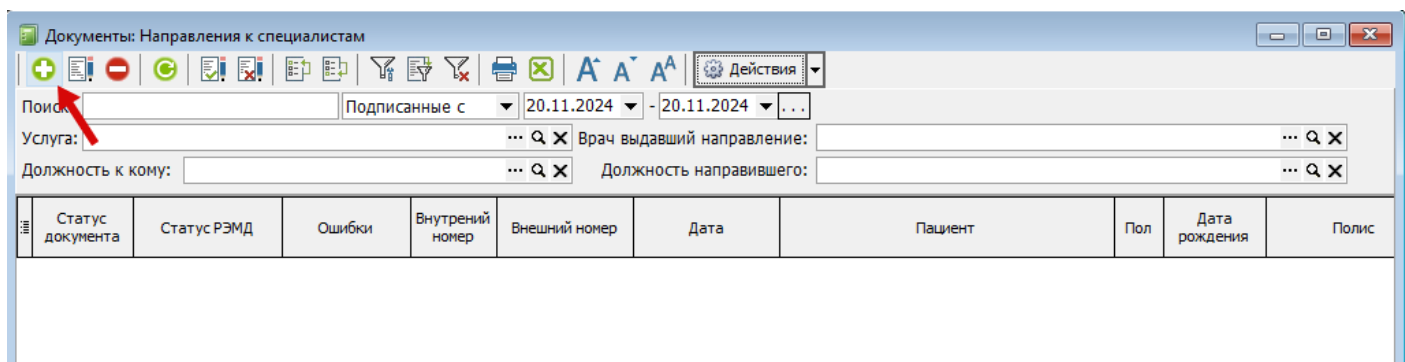 Документы: Направления к специалистам
Действия
Поиск Подписанные с 20.11.2024 - 20.11.2024 ...
Услуга: Врач выдавший направление:
Должность к кому: Должность направившего:
Статус документа Статус РЭМД Ошибки Внутрений номер Внешний номер Дата Пациент Пол Дата рождения Полис